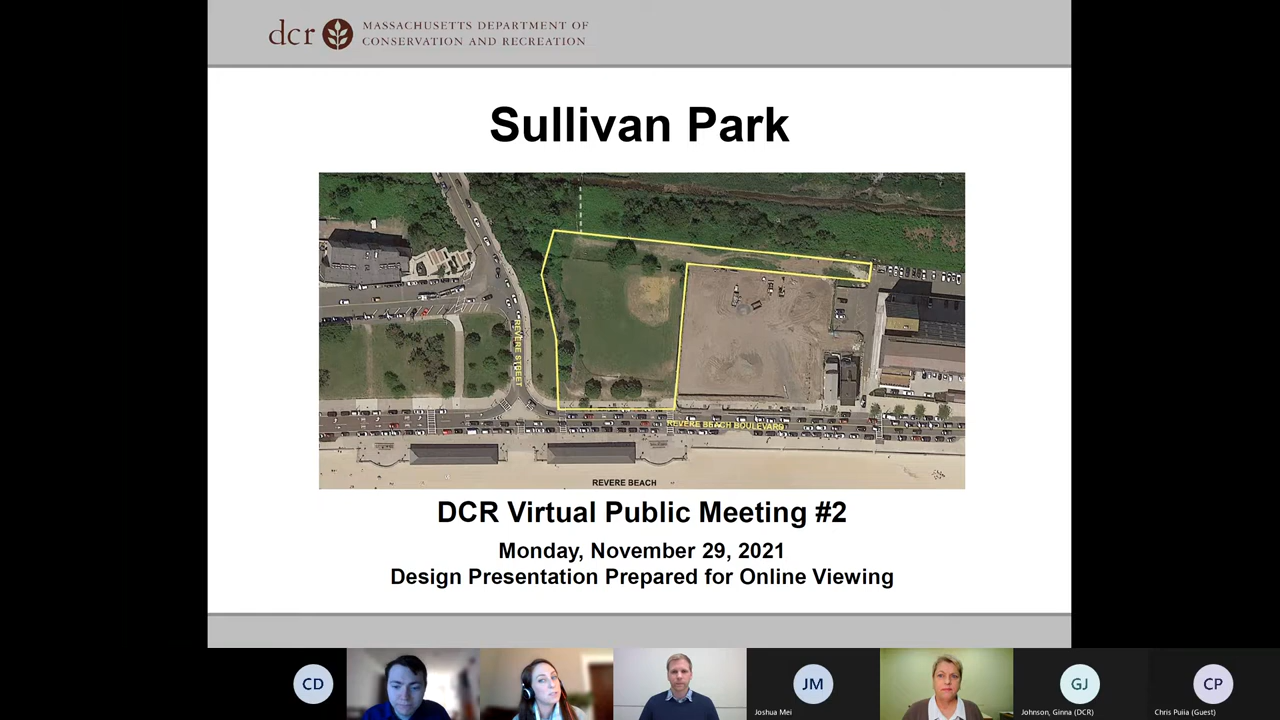 dcr
MASSACHUSETTS DEPARTMENT OF
CONSERVATION AND RECREATION
Sullivan Park
REVERE STREET
REVERE BEACH BOULEVARD
REVERE BEACH
DCR Virtual Public Meeting #2
Monday, November 29, 2021
Design Presentation Prepared for Online Viewing
CD
JM
Joshua Mei
GJ
Johnson, Ginna (DCR)
CP
Chris Puiia (Guest)